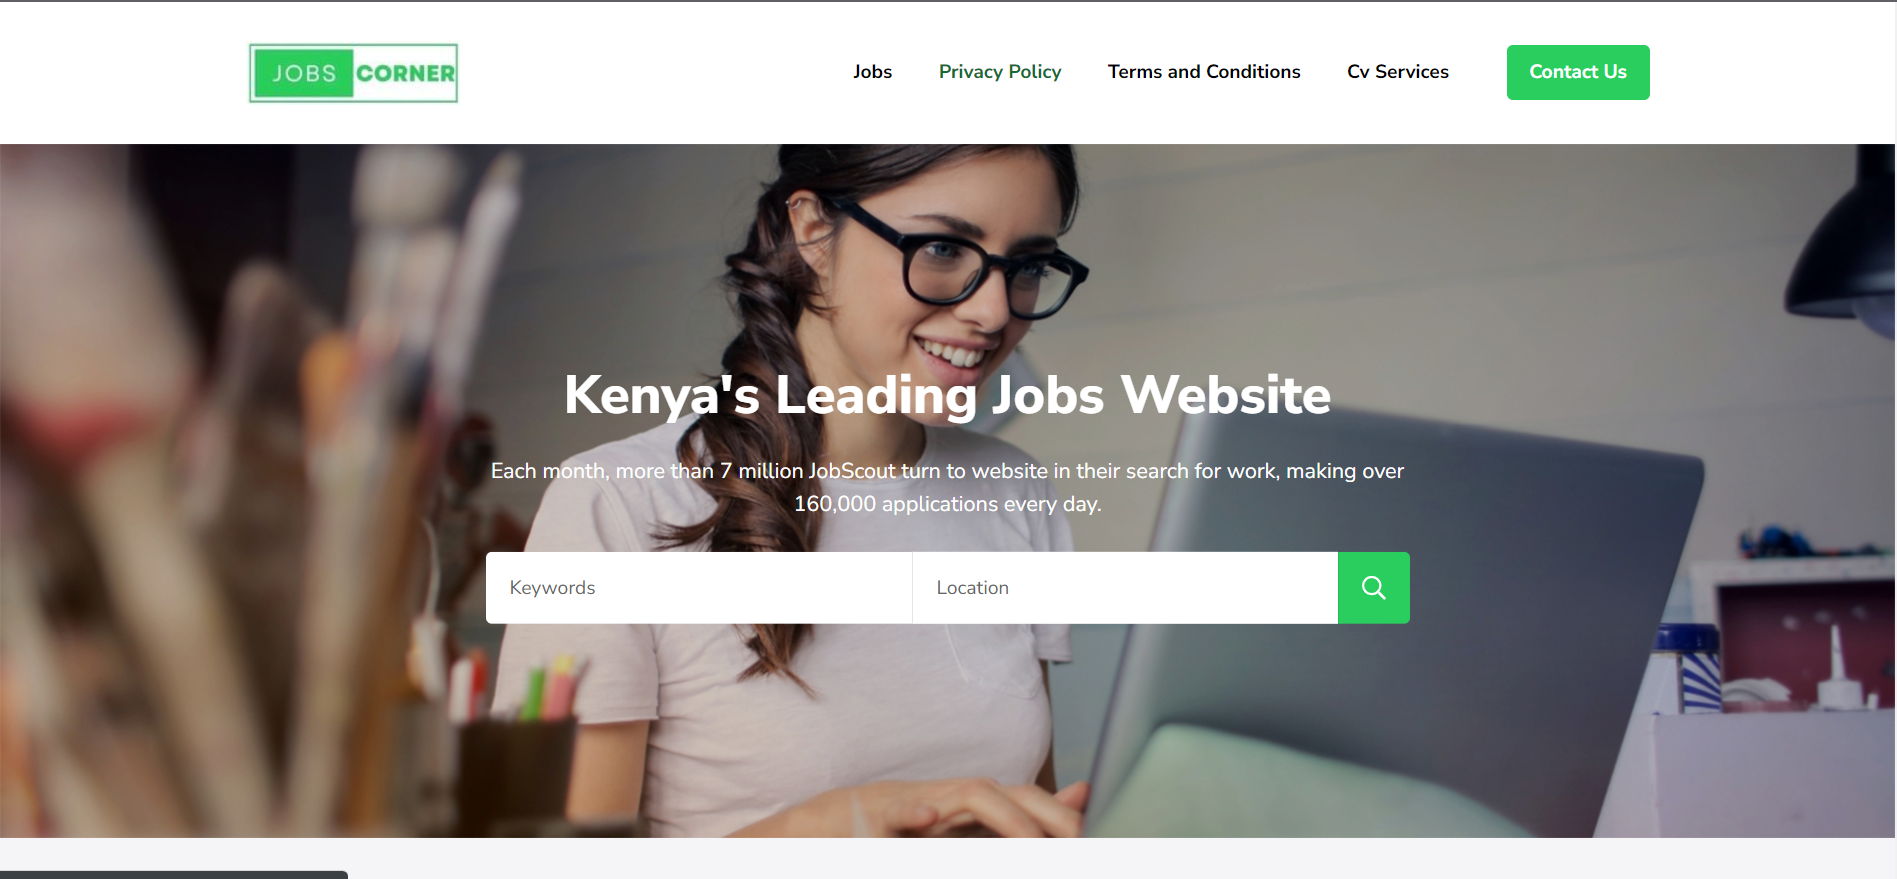 JOBS CORNER
Jobs
Privacy Policy
Terms and Conditions
Cv Services
Contact Us
Kenya's Leading Jobs Website
Each month, more than 7 million JobScout turn to website in their search for work, making over
160,000 applications every day.
Keywords
Location